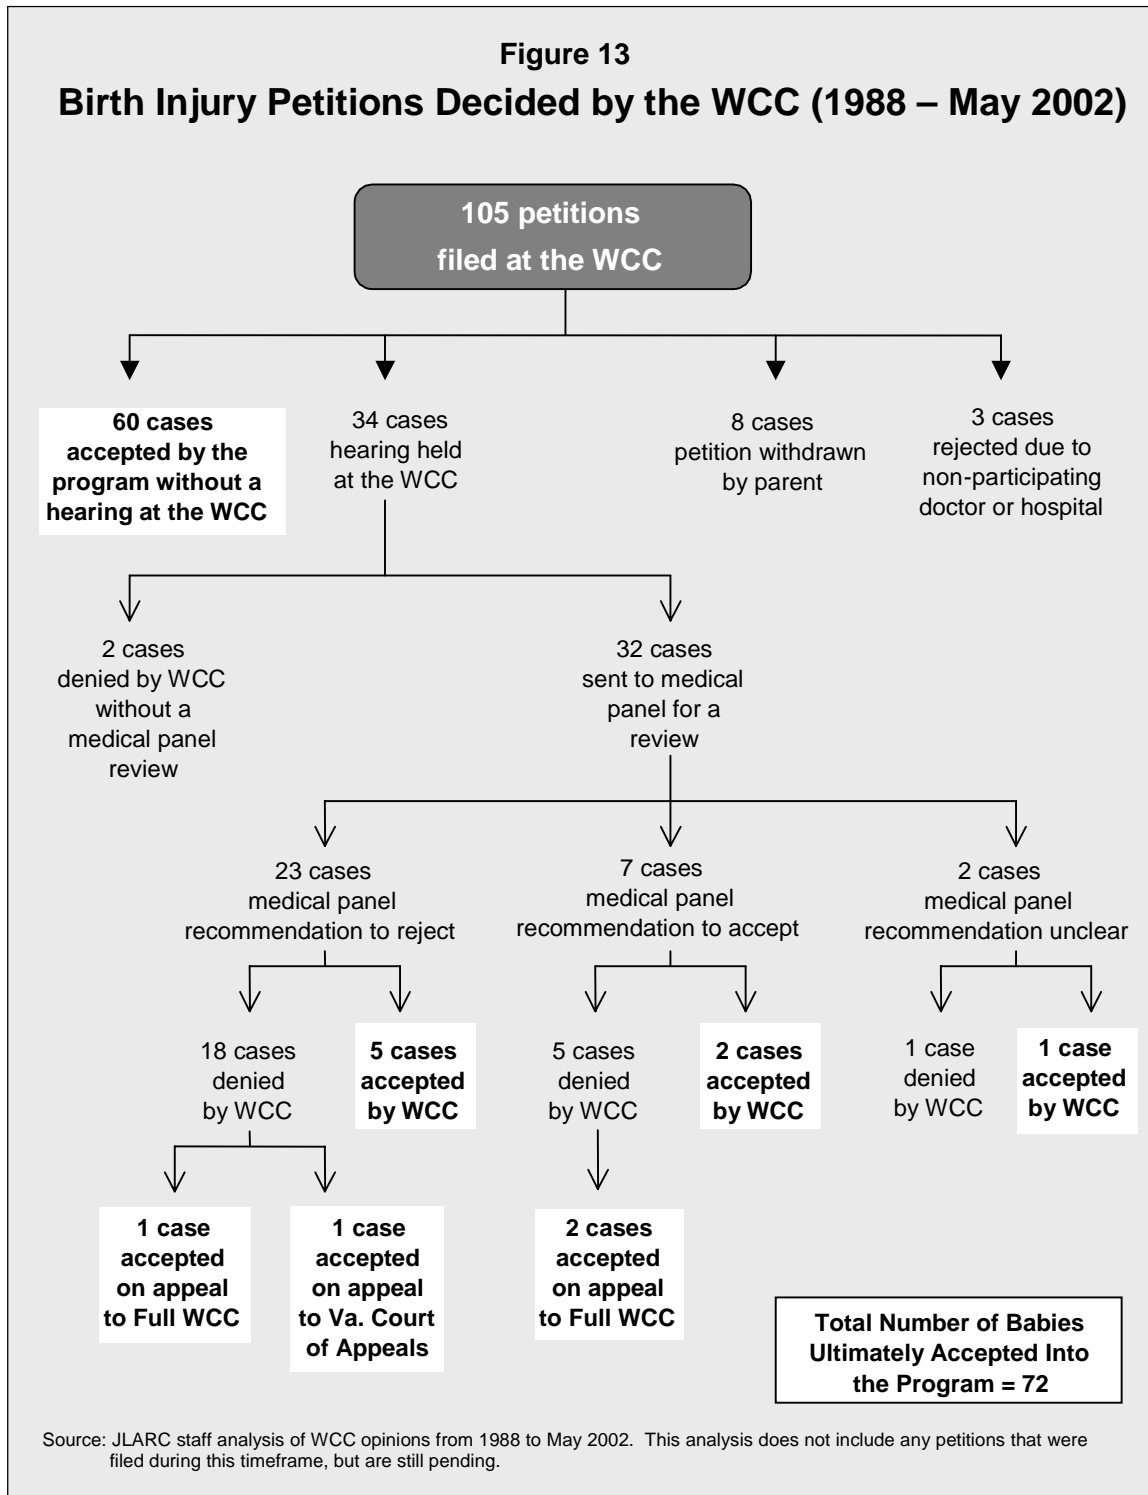 Figure 13
Birth Injury Petitions Decided by the WCC (1988 – May 2002)
105 petitions
filed at the WCC
60 cases
accepted by the
program without a
hearing at the WCC
34 cases
hearing held
at the WCC
8 cases
petition withdrawn
by parent
3 cases
rejected due to
non-participating
doctor or hospital
2 cases
denied by WCC
without a
medical panel
review
32 cases
sent to medical
panel for a
review
23 cases
medical panel
recommendation to reject
7 cases
medical panel
recommendation to accept
2 cases
medical panel
recommendation unclear
18 cases
denied
by WCC
5 cases
accepted
by WCC
5 cases
denied
by WCC
2 cases
accepted
by WCC
1 case
denied
by WCC
1 case
accepted
by WCC
1 case
accepted
on appeal
to Full WCC
1 case
accepted
on appeal
to Va. Court
of Appeals
2 cases
accepted
on appeal
to Full WCC
Total Number of Babies
Ultimately Accepted Into
the Program = 72
Source: JLARC staff analysis of WCC opinions from 1988 to May 2002.  This analysis does not include any petitions that were
filed during this timeframe, but are still pending.